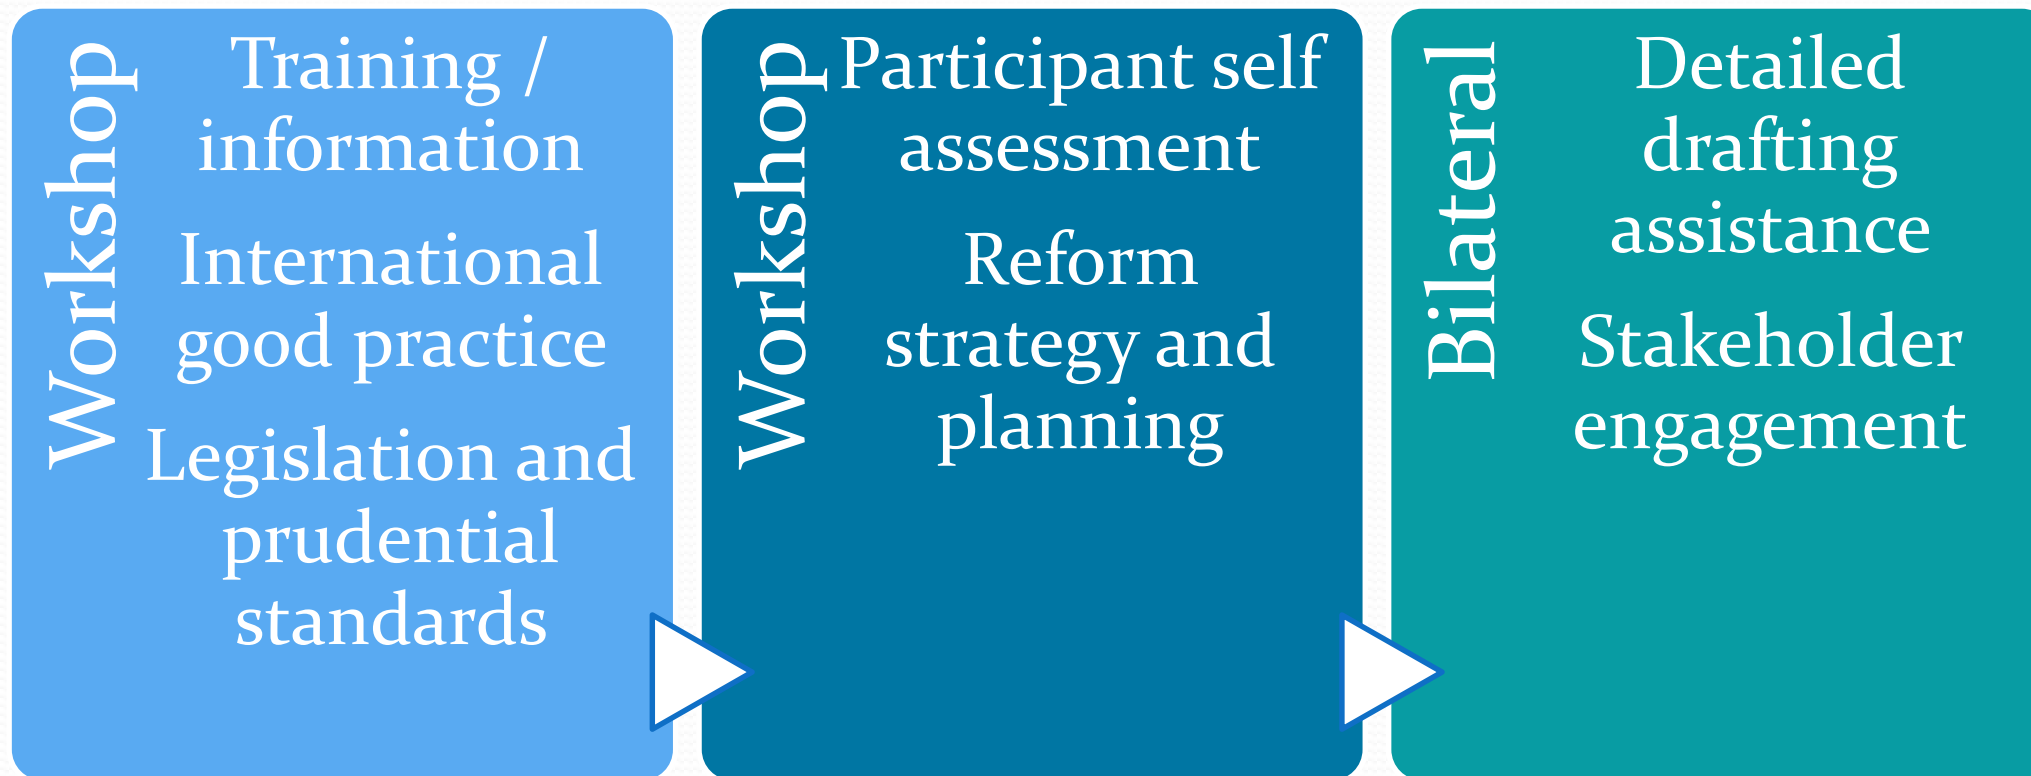 Workshop
Training /
information
International
good practice
Legislation and
prudential
standards
Workshop
Participant self
assessment
Reform
strategy and
planning
Bilateral
Detailed
drafting
assistance
Stakeholder
engagement